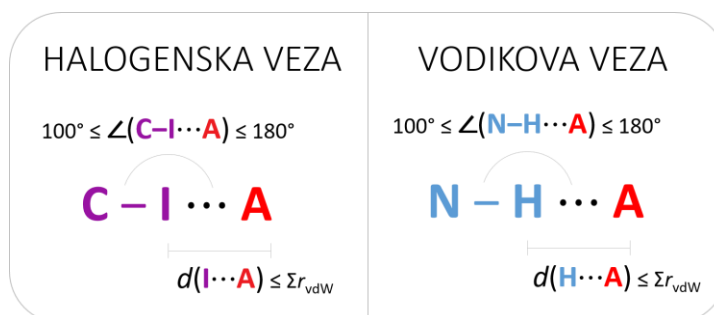 HALOGENSKA VEZA
100° ≤ ∠(C–I···A) ≤ 180°
C – I ··· A
d(I···A) ≤ Σr_vdW
VODIKOVA VEZA
100° ≤ ∠(N–H···A) ≤ 180°
N – H ··· A
d(H···A) ≤ Σr_vdW